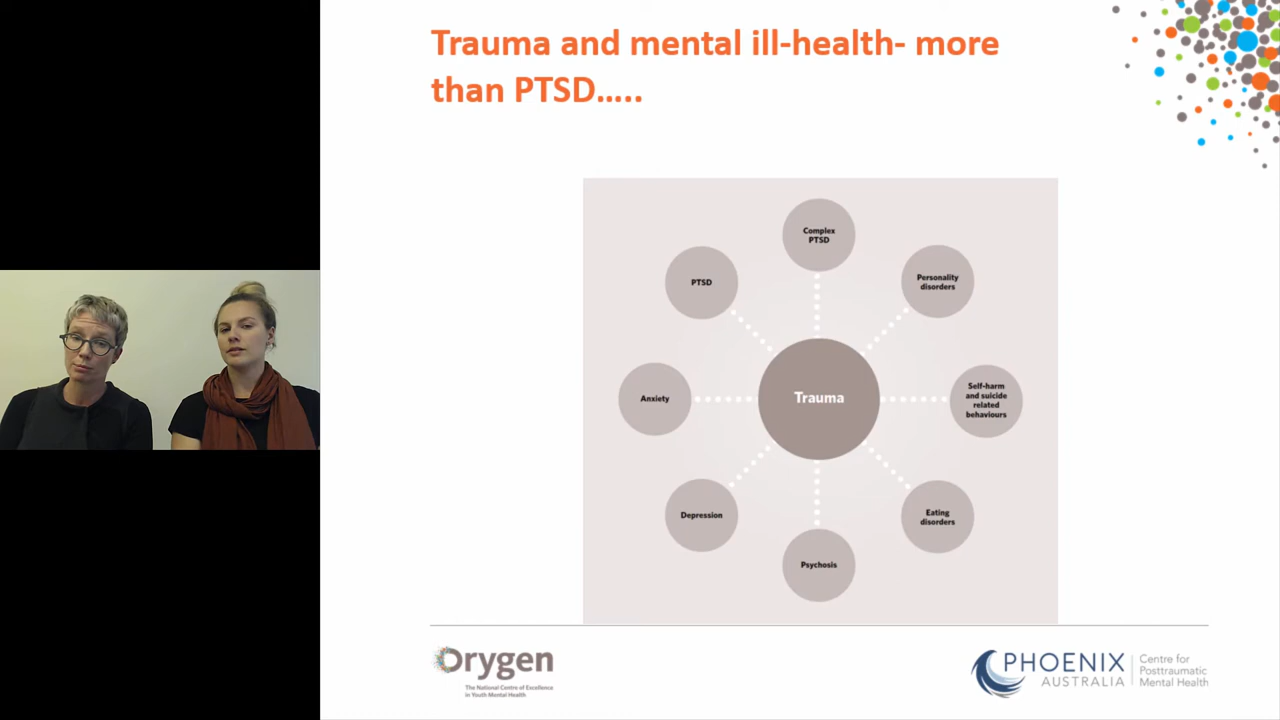 Trauma and mental ill-health- more
than PTSD.....
Complex
PTSD
PTSD
Personality
disorders
Anxiety
Trauma
Self-harm
and suicide
related
behaviours
Depression
Eating
disorders
Psychosis
Orygen
The National Centre of Excellence
in Youth Mental Health
PHOENIX
AUSTRALIA
Centre for
Posttraumatic
Mental Health